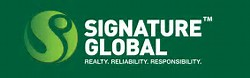 SIGNATURE™
GLOBAL
REALTY. RELIABILITY. RESPONSIBILITY.